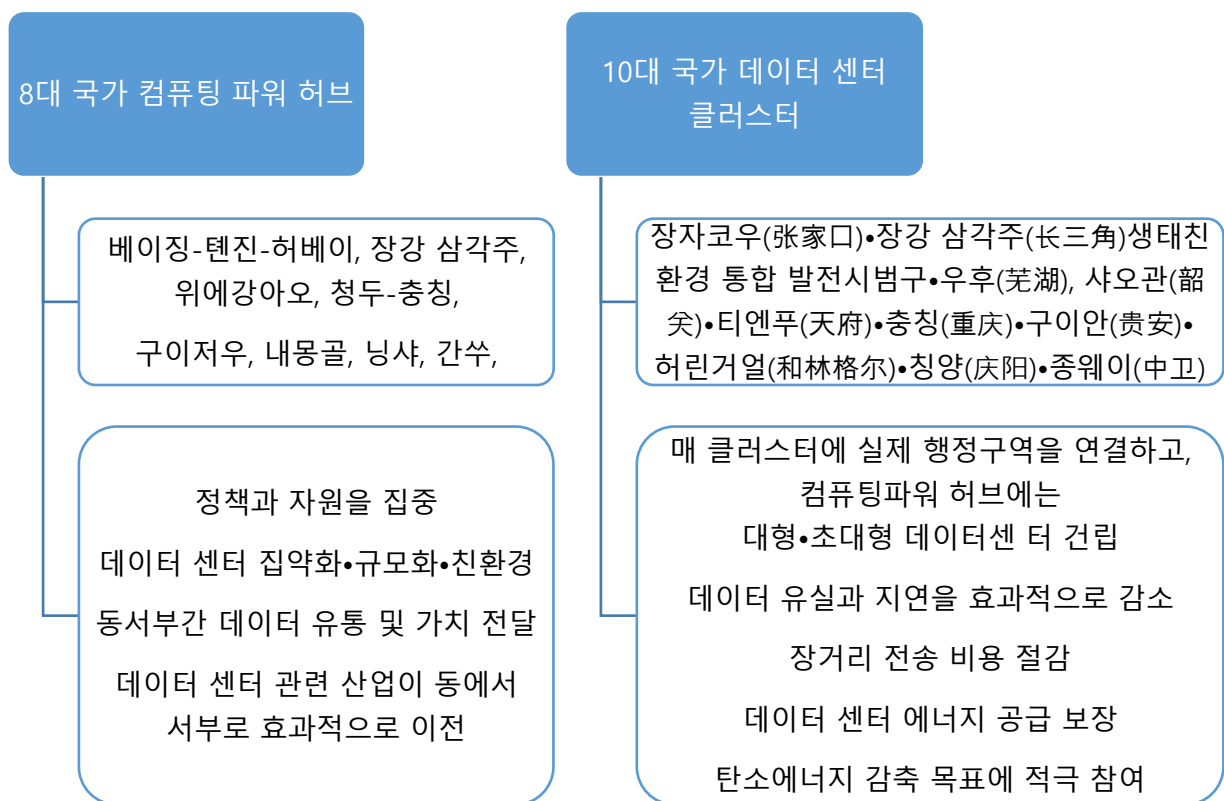 8대 국가 컴퓨팅 파워 허브
베이징-톈진-허베이, 장강 삼각주,
위에강아오, 청두-충칭,
구이저우, 내몽골, 닝샤, 간쑤,
정책과 자원을 집중
데이터 센터 집약화•규모화•친환경
동서부간 데이터 유통 및 가치 전달
데이터 센터 관련 산업이 동에서
서부로 효과적으로 이전
10대 국가 데이터 센터
클러스터
장자코우(张家口)•장강 삼각주(长三角)생태친
환경 통합 발전시범구•우후(芜湖), 샤오관(韶
关)•티엔푸(天府)•충칭(重庆)•구이안(贵安)•
허린거얼(和林格尔)•칭양(庆阳)•종웨이(中卫)
매 클러스터에 실제 행정구역을 연결하고,
컴퓨팅파워 허브에는
대형•초대형 데이터센 터 건립
데이터 유실과 지연을 효과적으로 감소
장거리 전송 비용 절감
데이터 센터 에너지 공급 보장
탄소에너지 감축 목표에 적극 참여